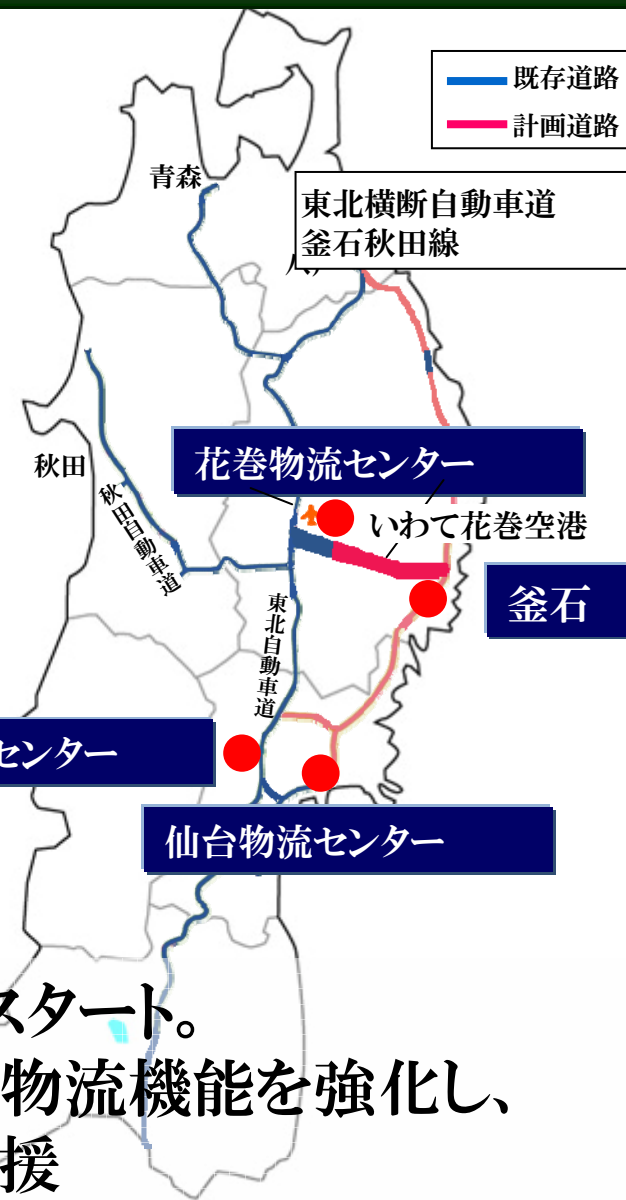 既存道路
計画道路
青森
東北横断自動車道
釜石秋田線
花巻物流センター
秋田
秋田自動車道
いわて花巻空港
釜石
東北自動車道
センター
仙台物流センター
スタート。
物流機能を強化し、
援